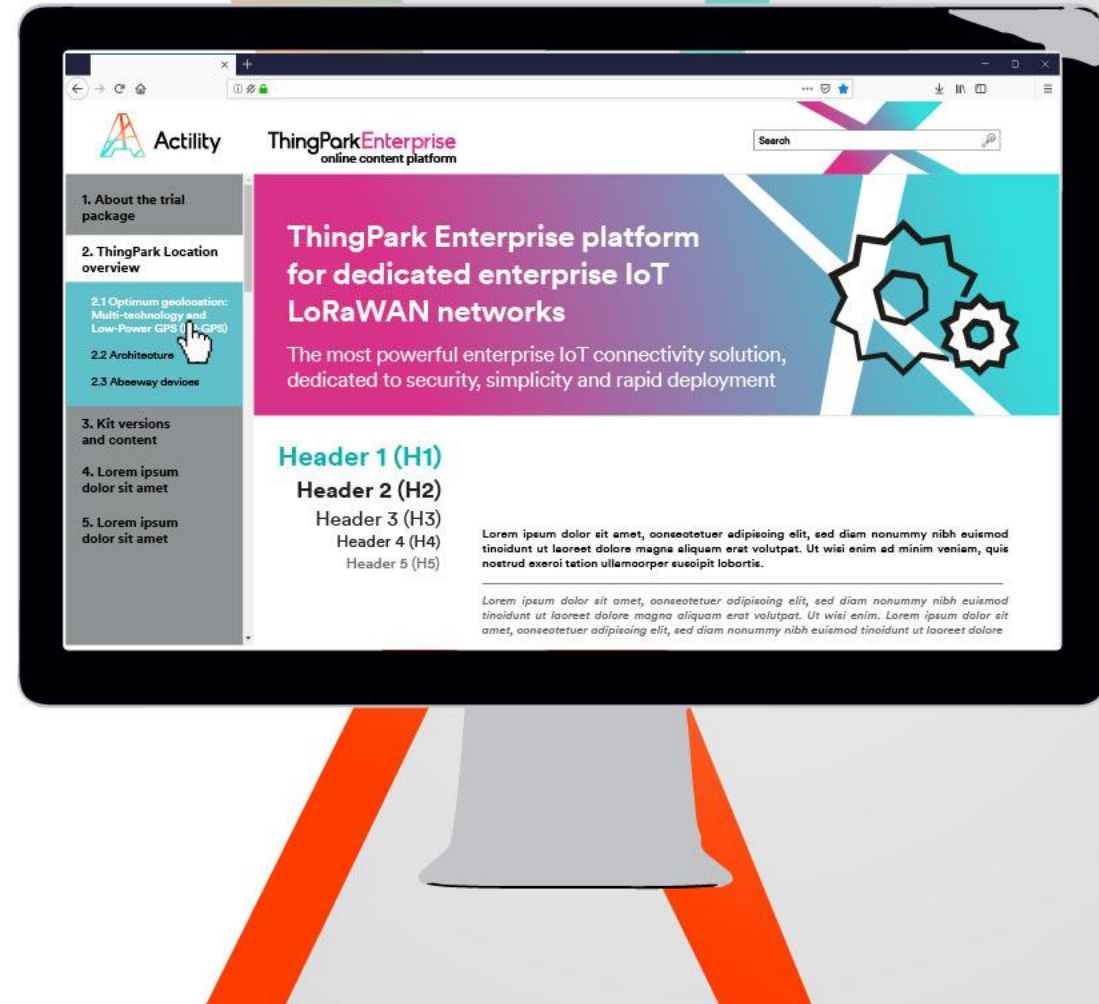 Actility
ThingParkEnterprise
online content platform
Search
1. About the trial
package
2. ThingPark Location
overview
2.1 Optimum geolocation:
Multi-technology and
Low-Power GPS (
-GPS)
2.2 Architecture
2.3 Abeeway devices
3. Kit versions
and content
4. Lorem ipsum
dolor sit amet
5. Lorem ipsum
dolor sit amet
ThingPark Enterprise platform
for dedicated enterprise IoT
LoRaWAN networks
The most powerful enterprise IoT connectivity solution,
dedicated to security, simplicity and rapid deployment
Header 1 (H1)
Header 2 (H2)
Header 3 (H3)
Header 4 (H4)
Header 5 (H5)
Lorem ipsum dolor sit amet, consectetuer adipiscing elit, sed diam nonummy nibh euismod
tincidunt ut laoreet dolore magna aliquam erat volutpat. Ut wisi enim ad minim veniam, quis
nostrud exerci tation ullamcorper suscipit lobortis.
Lorem ipsum dolor sit amet, consectetuer adipiscing elit, sed diam nonummy nibh euismod
tincidunt ut laoreet dolore magna aliquam erat volutpat. Ut wisi enim. Lorem ipsum dolor sit
amet, consectetuer adipiscing elit, sed diam nonummy nibh euismod tincidunt ut laoreet dolore